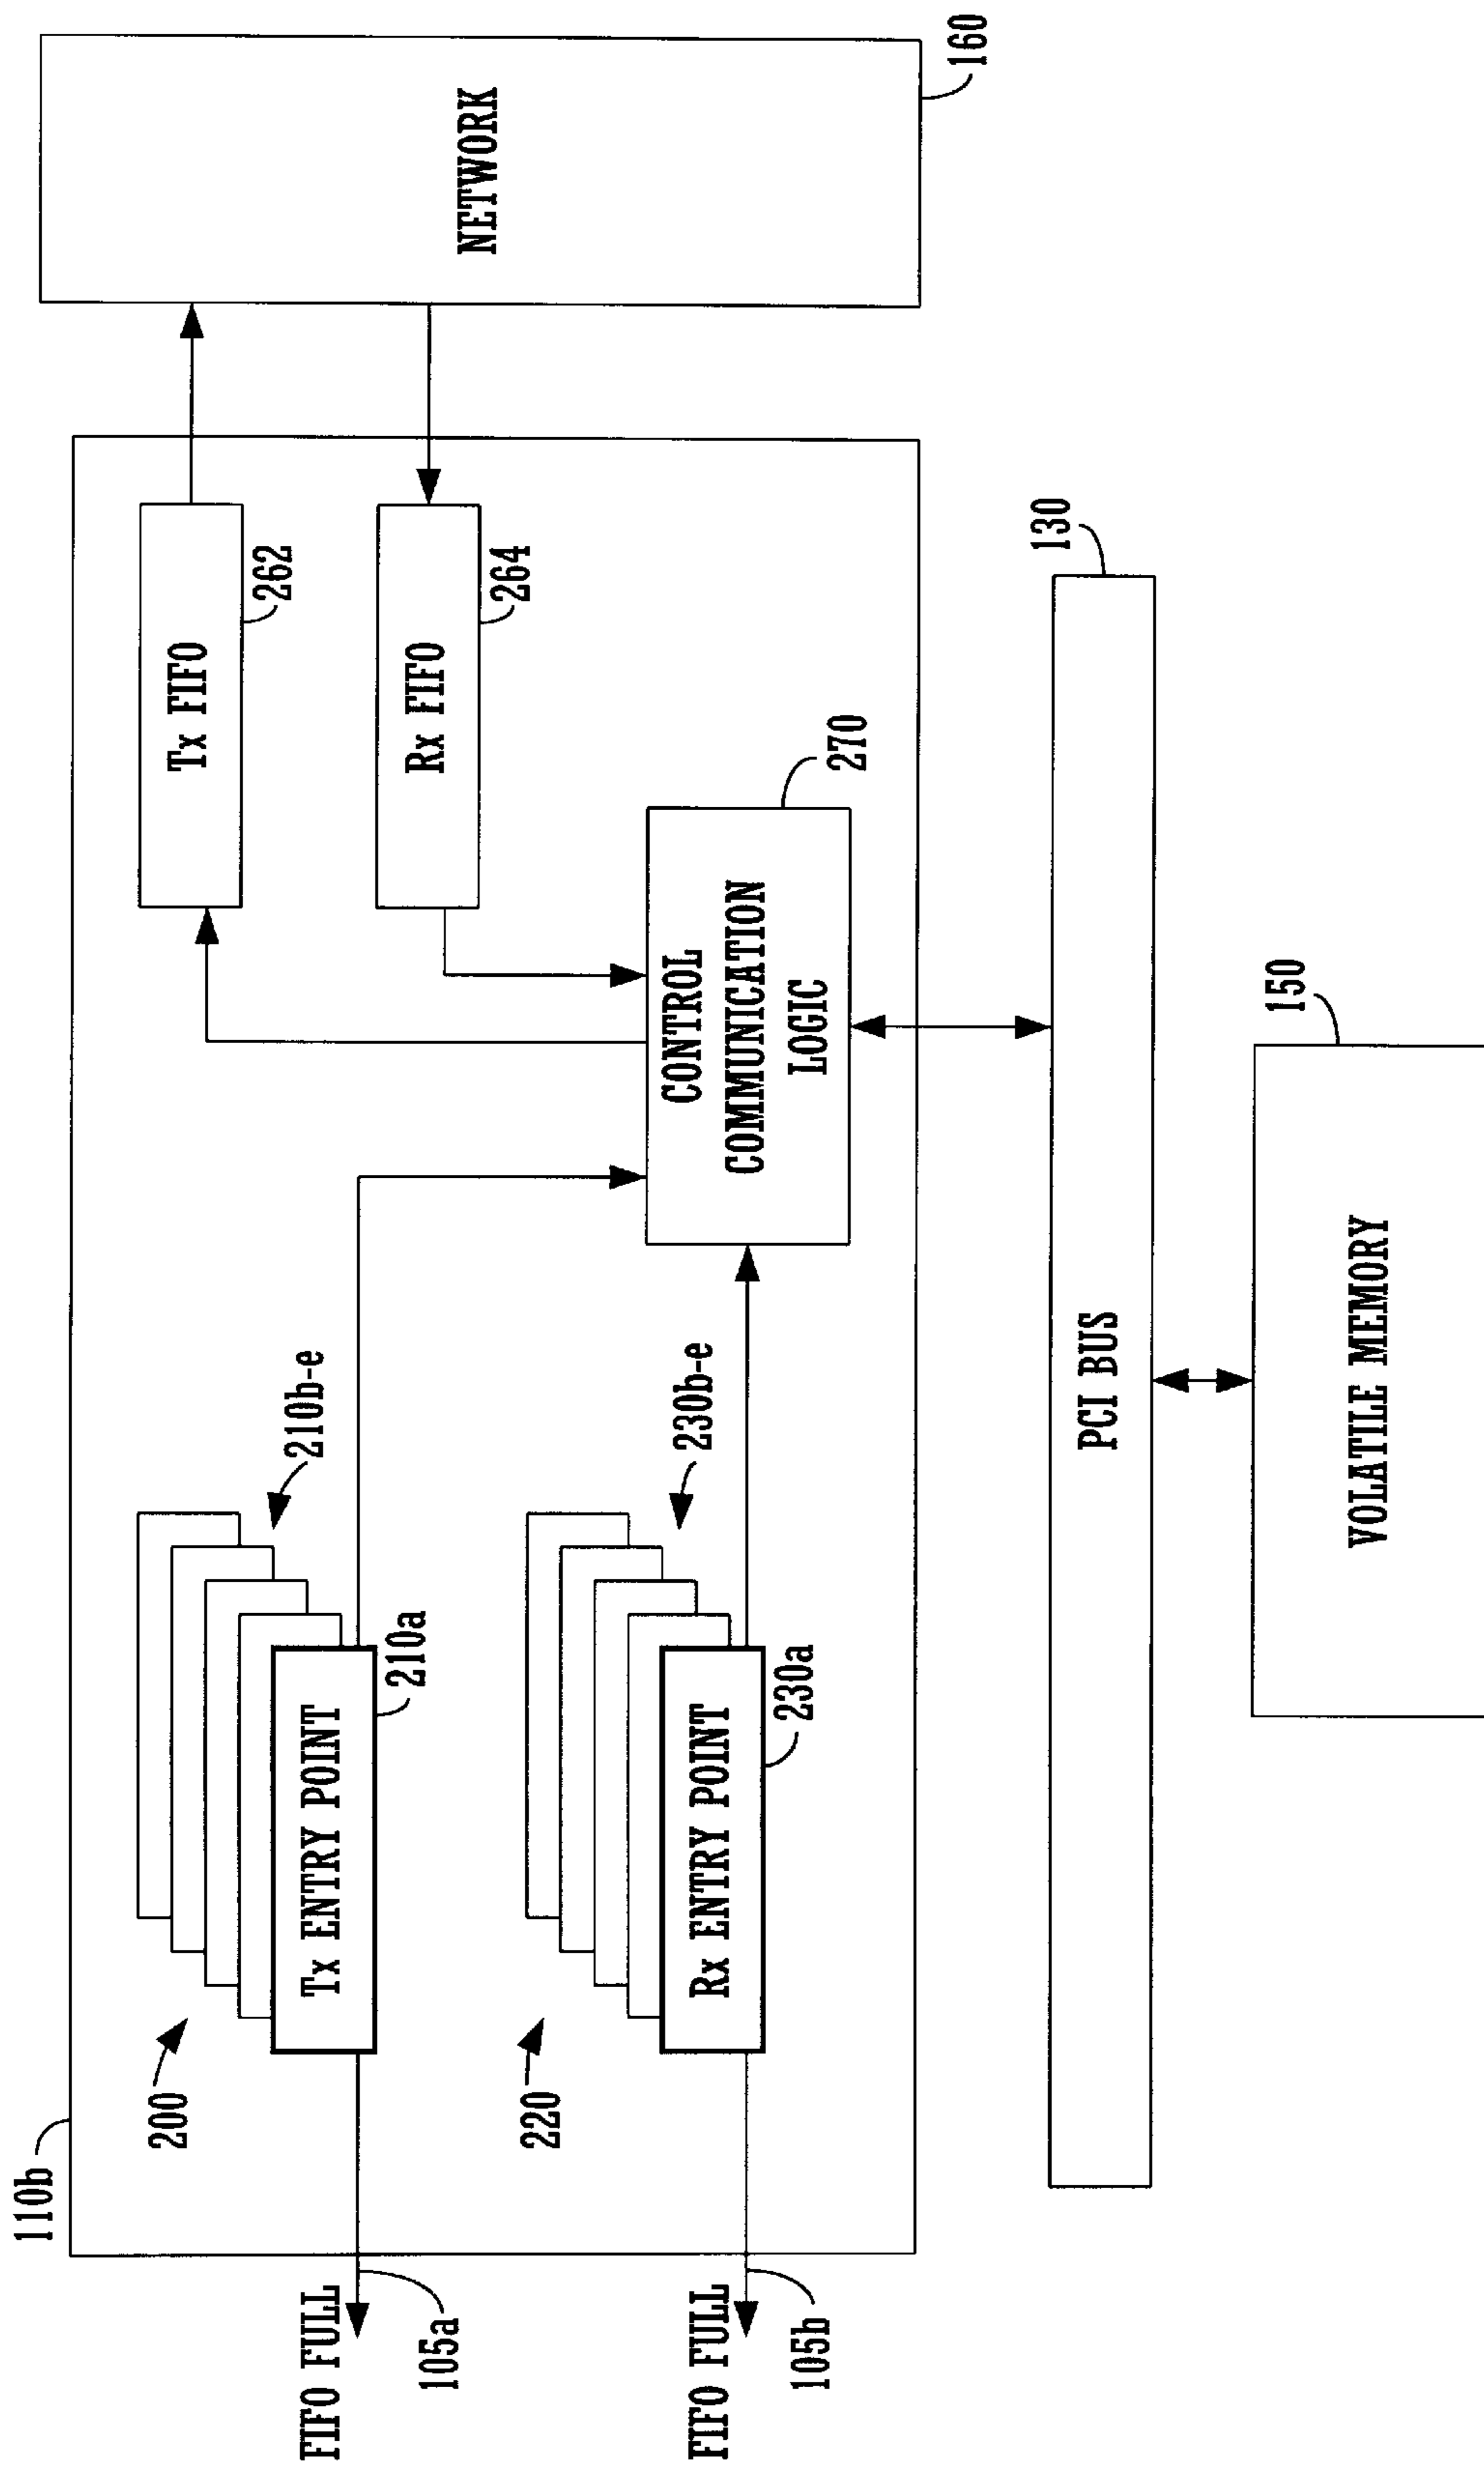 110b
200
210b-e
Tx ENTRY POINT
210a
FIFO FULL
105a
220
230b-e
Rx ENTRY POINT
230a
FIFO FULL
105b
Tx FIFO
262
Rx FIFO
264
CONTROL
COMMUNICATION
LOGIC
270
NETWORK
160
PCI BUS
130
VOLATILE MEMORY
150